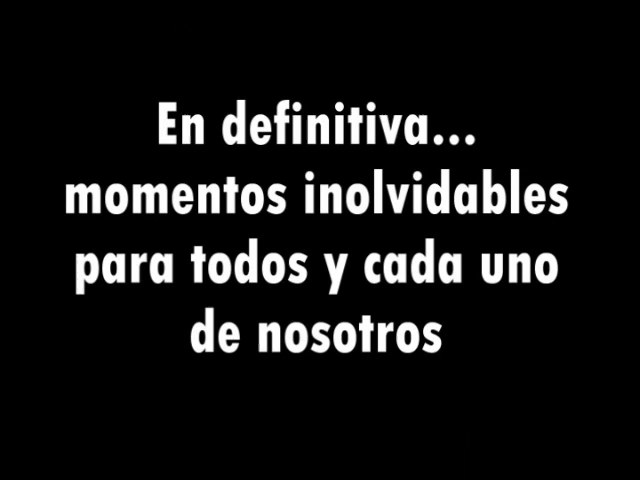 En definitiva...
momentos inolvidables
para todos y cada uno
de nosotros